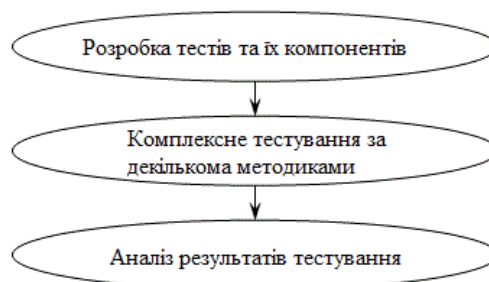 Розробка тестів та їх компонентів
Комплексне тестування за
декількома методиками
Аналіз результатів тестування